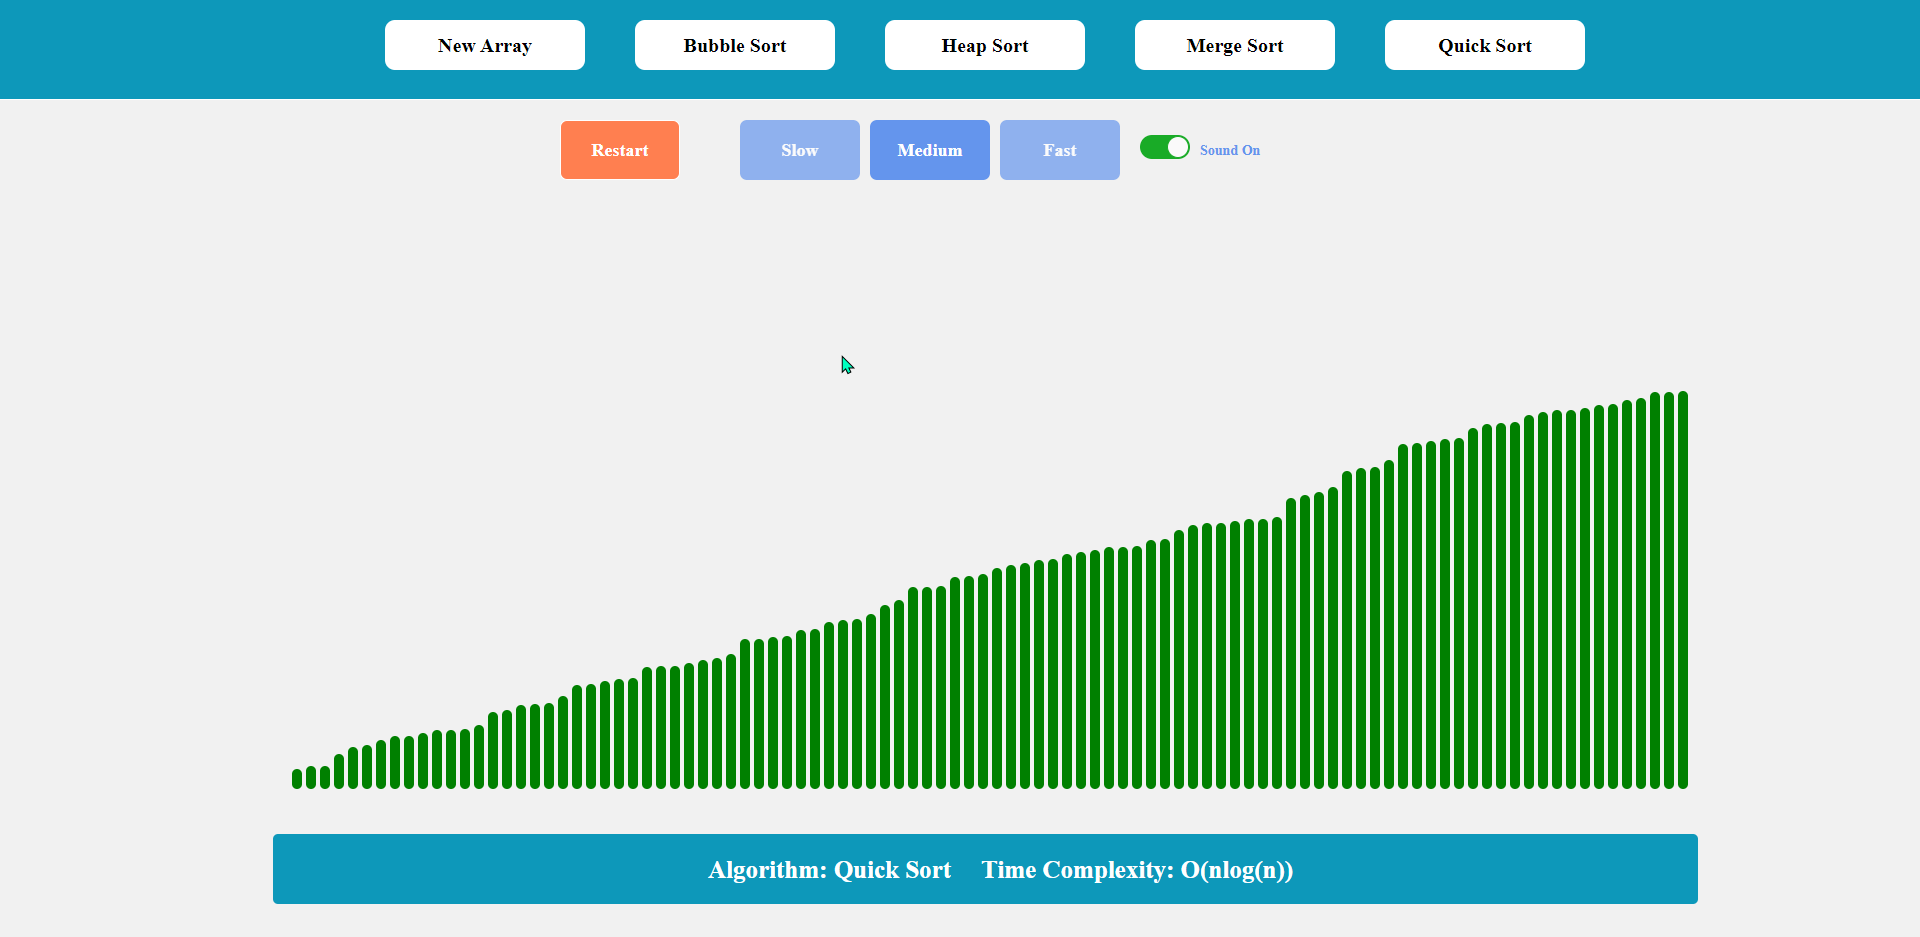 New Array Bubble Sort Heap Sort Merge Sort Quick Sort
Restart Slow Medium Fast Sound On
Algorithm: Quick Sort Time Complexity: O(nlog(n))